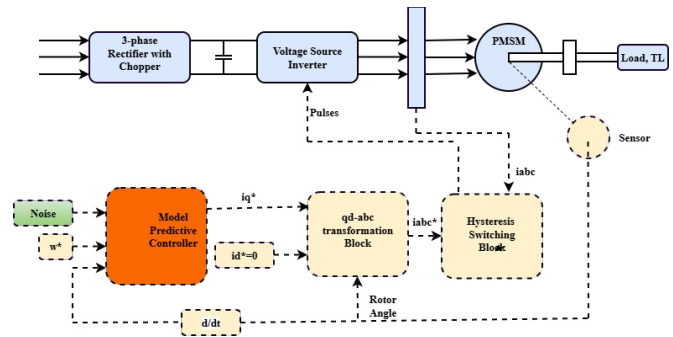 3-phase
Rectifier with
Chopper
Voltage Source
Inverter
PMSM
Load, TL
Pulses
Sensor
iabc
Noise
w*
Model
Predictive
Controller
iq*
id*=0
qd-abc
transformation
Block
iabc*
Hysteresis
Switching
Block
Rotor
Angle
d/dt